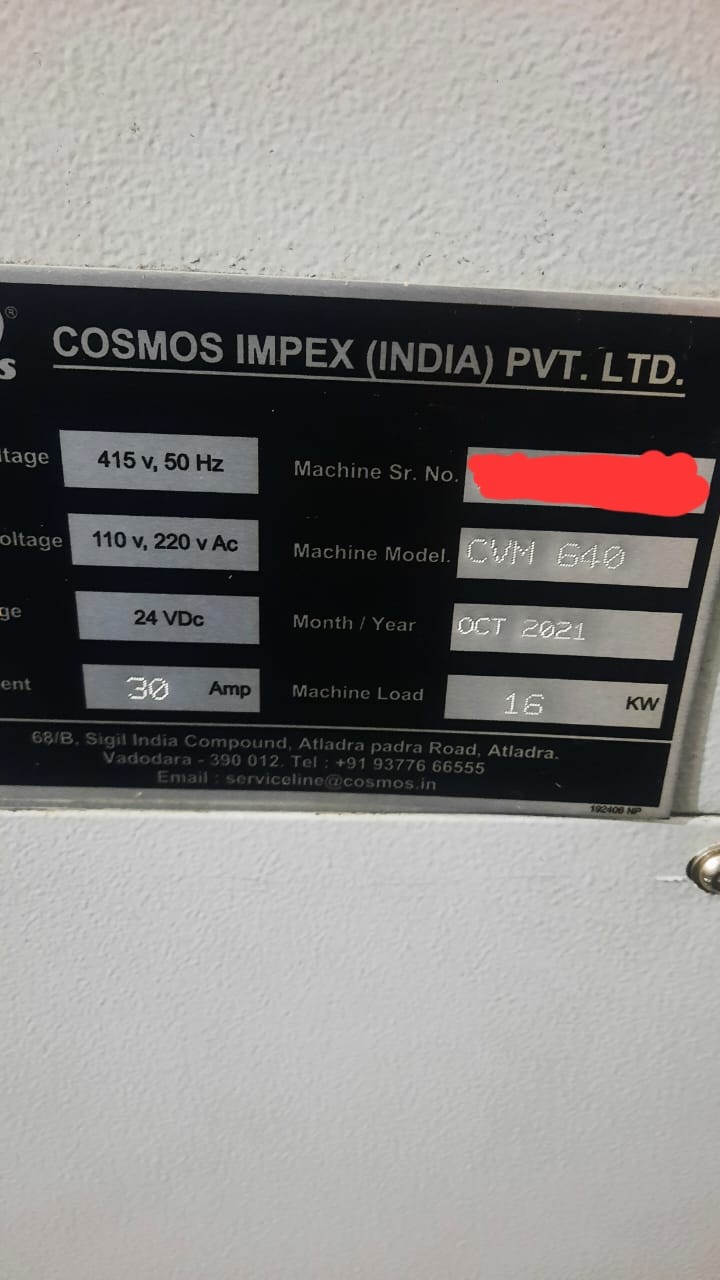 ®
s
COSMOS IMPEX (INDIA) PVT. LTD.
ltage 415 v, 50 Hz Machine Sr. No.
oltage 110 v, 220 v Ac Machine Model. CVM 640
ge 24 VDc Month / Year OCT 2021
ent 30 Amp Machine Load 16 KW
68/B, Sigil India Compound, Atladra padra Road, Atladra.
Vadodara - 390 012. Tel : +91 93776 66555
Email : serviceline@cosmos.in
192406 NP